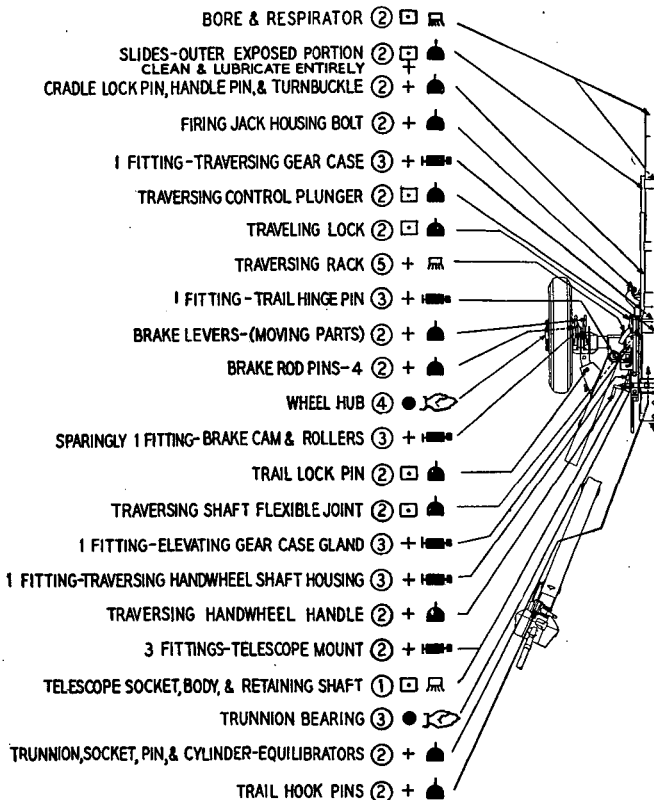 BORE & RESPIRATOR 2
SLIDES-OUTER EXPOSED PORTION 2
CLEAN & LUBRICATE ENTIRELY +
CRADLE LOCK PIN, HANDLE PIN, & TURNBUCKLE 2 +
FIRING JACK HOUSING BOLT 2 +
1 FITTING-TRAVERSING GEAR CASE 3 +
TRAVERSING CONTROL PLUNGER 2
TRAVELING LOCK 2
TRAVERSING RACK 5 +
1 FITTING-TRAIL HINGE PIN 3 +
BRAKE LEVERS-(MOVING PARTS) 2 +
BRAKE ROD PINS-4 2 +
WHEEL HUB 4
SPARINGLY 1 FITTING-BRAKE CAM & ROLLERS 3 +
TRAIL LOCK PIN 2
TRAVERSING SHAFT FLEXIBLE JOINT 2
1 FITTING-ELEVATING GEAR CASE GLAND 3 +
1 FITTING-TRAVERSING HANDWHEEL SHAFT HOUSING 3 +
TRAVERSING HANDWHEEL HANDLE 2 +
3 FITTINGS-TELESCOPE MOUNT 2 +
TELESCOPE SOCKET, BODY, & RETAINING SHAFT 1
TRUNNION BEARING 3
TRUNNION, SOCKET, PIN, & CYLINDER-EQUILIBRATORS 2 +
TRAIL HOOK PINS 2 +